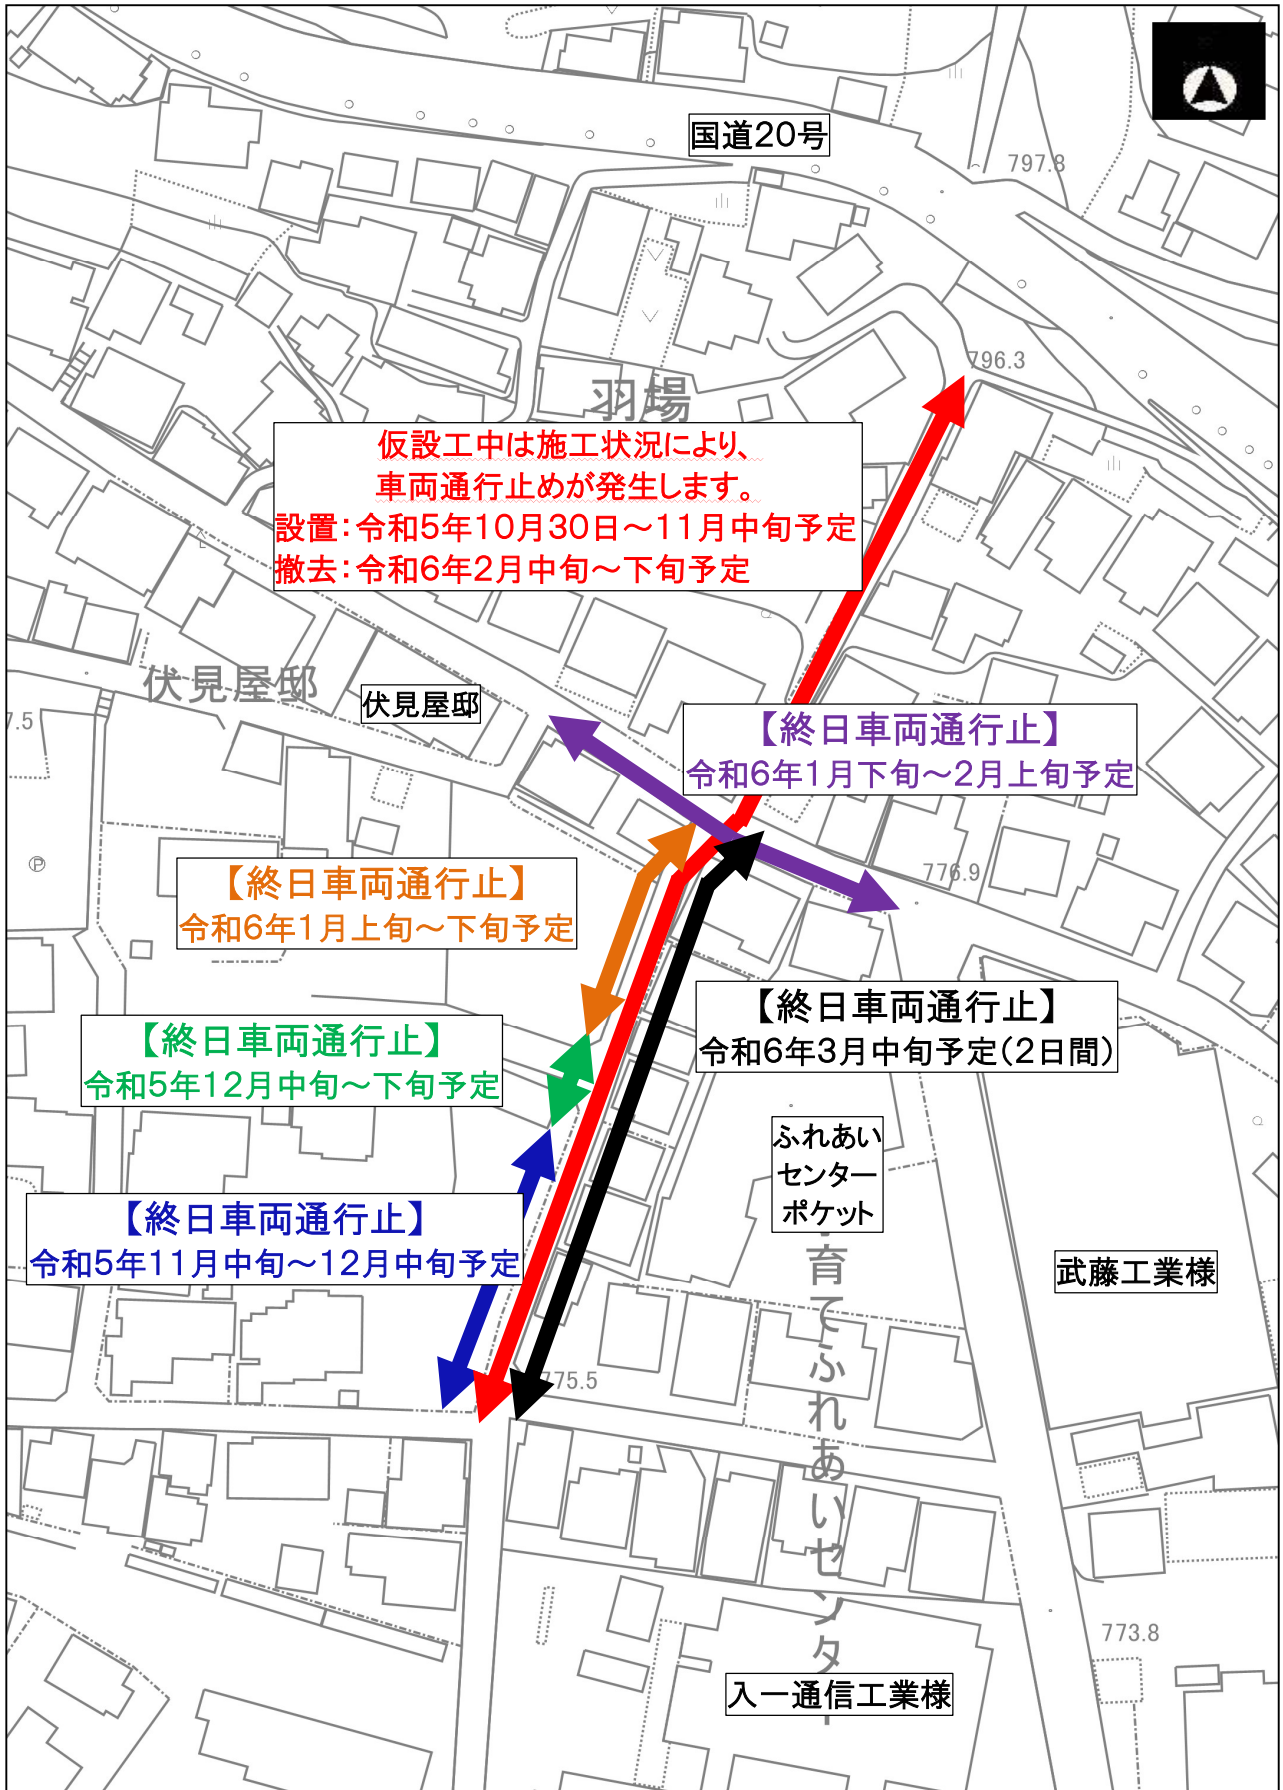 国道20号
797.8
796.3
羽場
仮設工中は施工状況により、
車両通行止めが発生します。
設置：令和5年10月30日～11月中旬予定
撤去：令和6年2月中旬～下旬予定
伏見屋邸
伏見屋邸
7.5
【終日車両通行止】
令和6年1月下旬～2月上旬予定
776.9
【終日車両通行止】
令和6年1月上旬～下旬予定
【終日車両通行止】
令和6年3月中旬予定（2日間）
【終日車両通行止】
令和5年12月中旬～下旬予定
ふれあい
センター
ポケット
【終日車両通行止】
令和5年11月中旬～12月中旬予定
武藤工業様
育てふれあいセンター
775.5
773.8
入一通信工業様
P